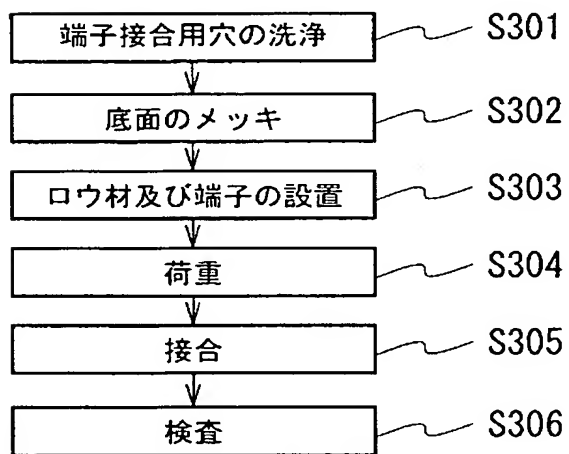 端子接合用穴の洗浄 S301
底面のメッキ S302
ロウ材及び端子の設置 S303
荷重 S304
接合 S305
検査 S306